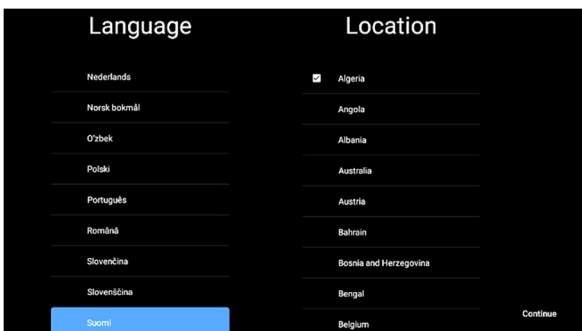 Language
Location
Nederlands
Norsk bokmål
O'zbek
Polski
Português
Română
Slovenčina
Slovenščina
Suomi
Algeria
Angola
Albania
Australia
Austria
Bahrain
Bosnia and Herzegovina
Bengal
Belgium
Continue